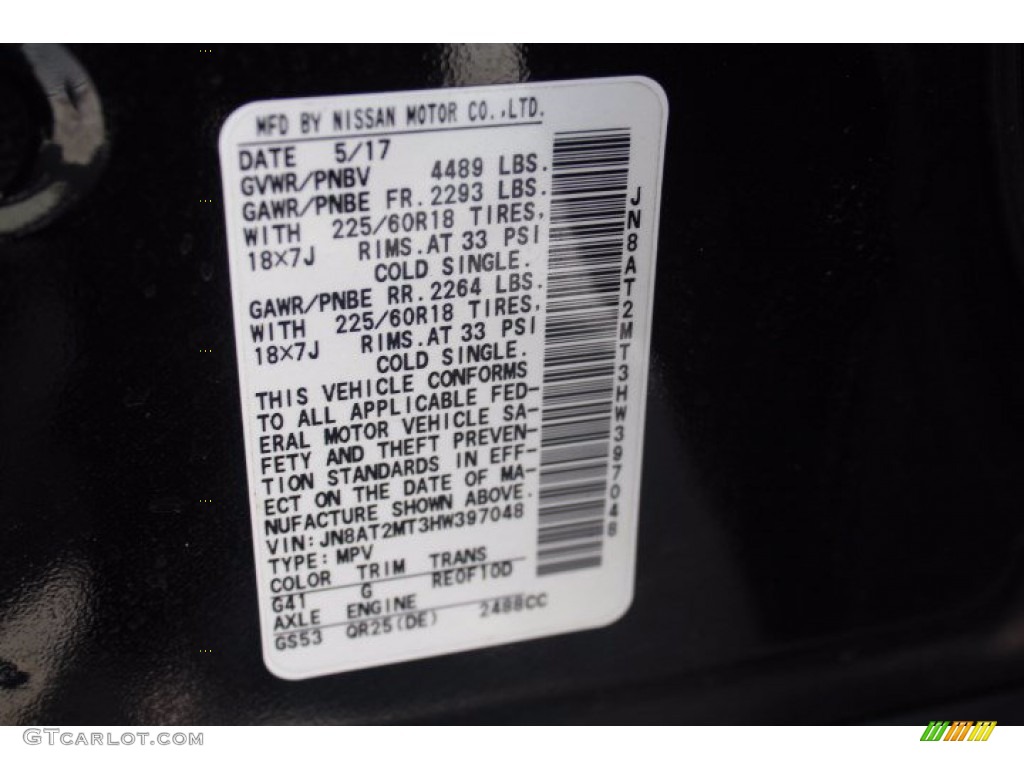 MFD BY NISSAN MOTOR CO.,LTD.
DATE 5/17
GVWR/PNBV 4489 LBS.
GAWR/PNBE FR. 2293 LBS.
WITH 225/60R18 TIRES,
18×7J RIMS. AT 33 PSI
COLD SINGLE.
GAWR/PNBE RR. 2264 LBS.
WITH 225/60R18 TIRES,
18×7J RIMS. AT 33 PSI
COLD SINGLE.
THIS VEHICLE CONFORMS
TO ALL APPLICABLE FED-
ERAL MOTOR VEHICLE SA-
FETY AND THEFT PREVEN-
TION STANDARDS IN EFF-
ECT ON THE DATE OF MA-
NUFACTURE SHOWN ABOVE.
VIN: JN8AT2MT3HW397048
TYPE: MPV
COLOR TRIM TRANS
G41 G RE0F10D
AXLE ENGINE
GS53 QR25(DE) 2488CC
JN8AT2MT3HW397048
GTcarlot.com